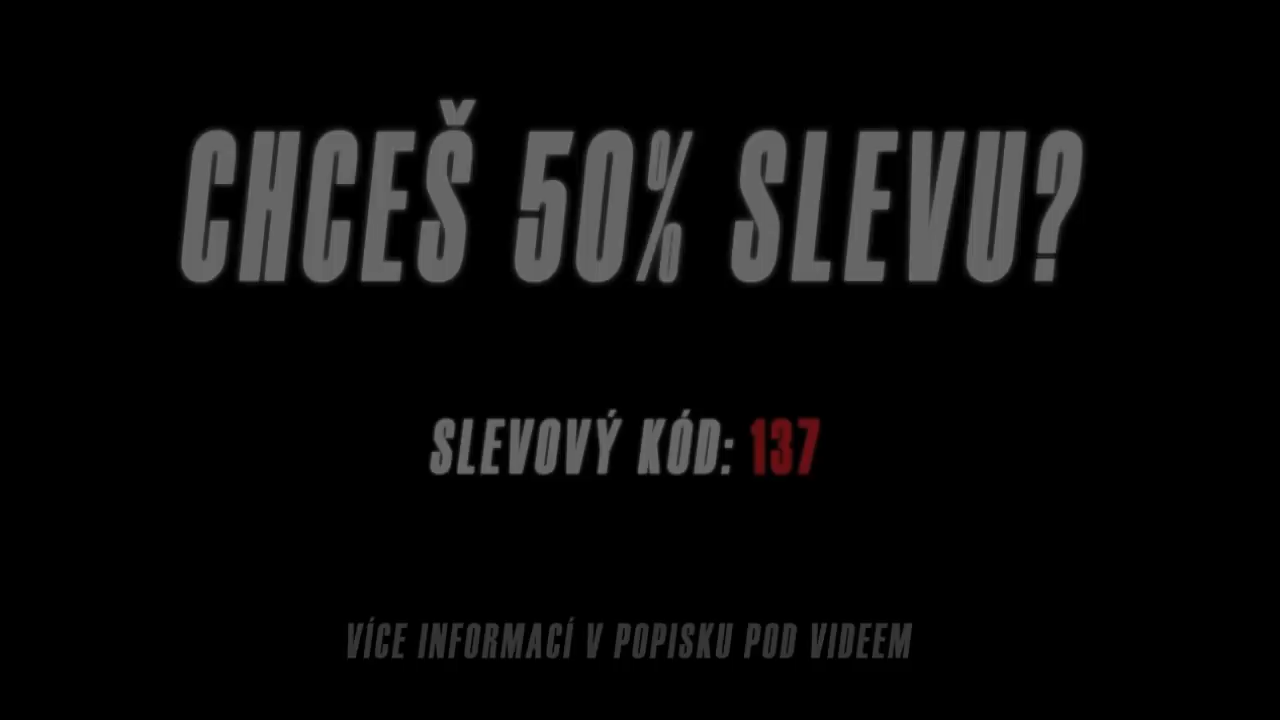 CHCEŠ 50% SLEVU?
SLEVOVÝ KÓD: 137
VÍCE INFORMACÍ V POPISKU POD VIDEEM